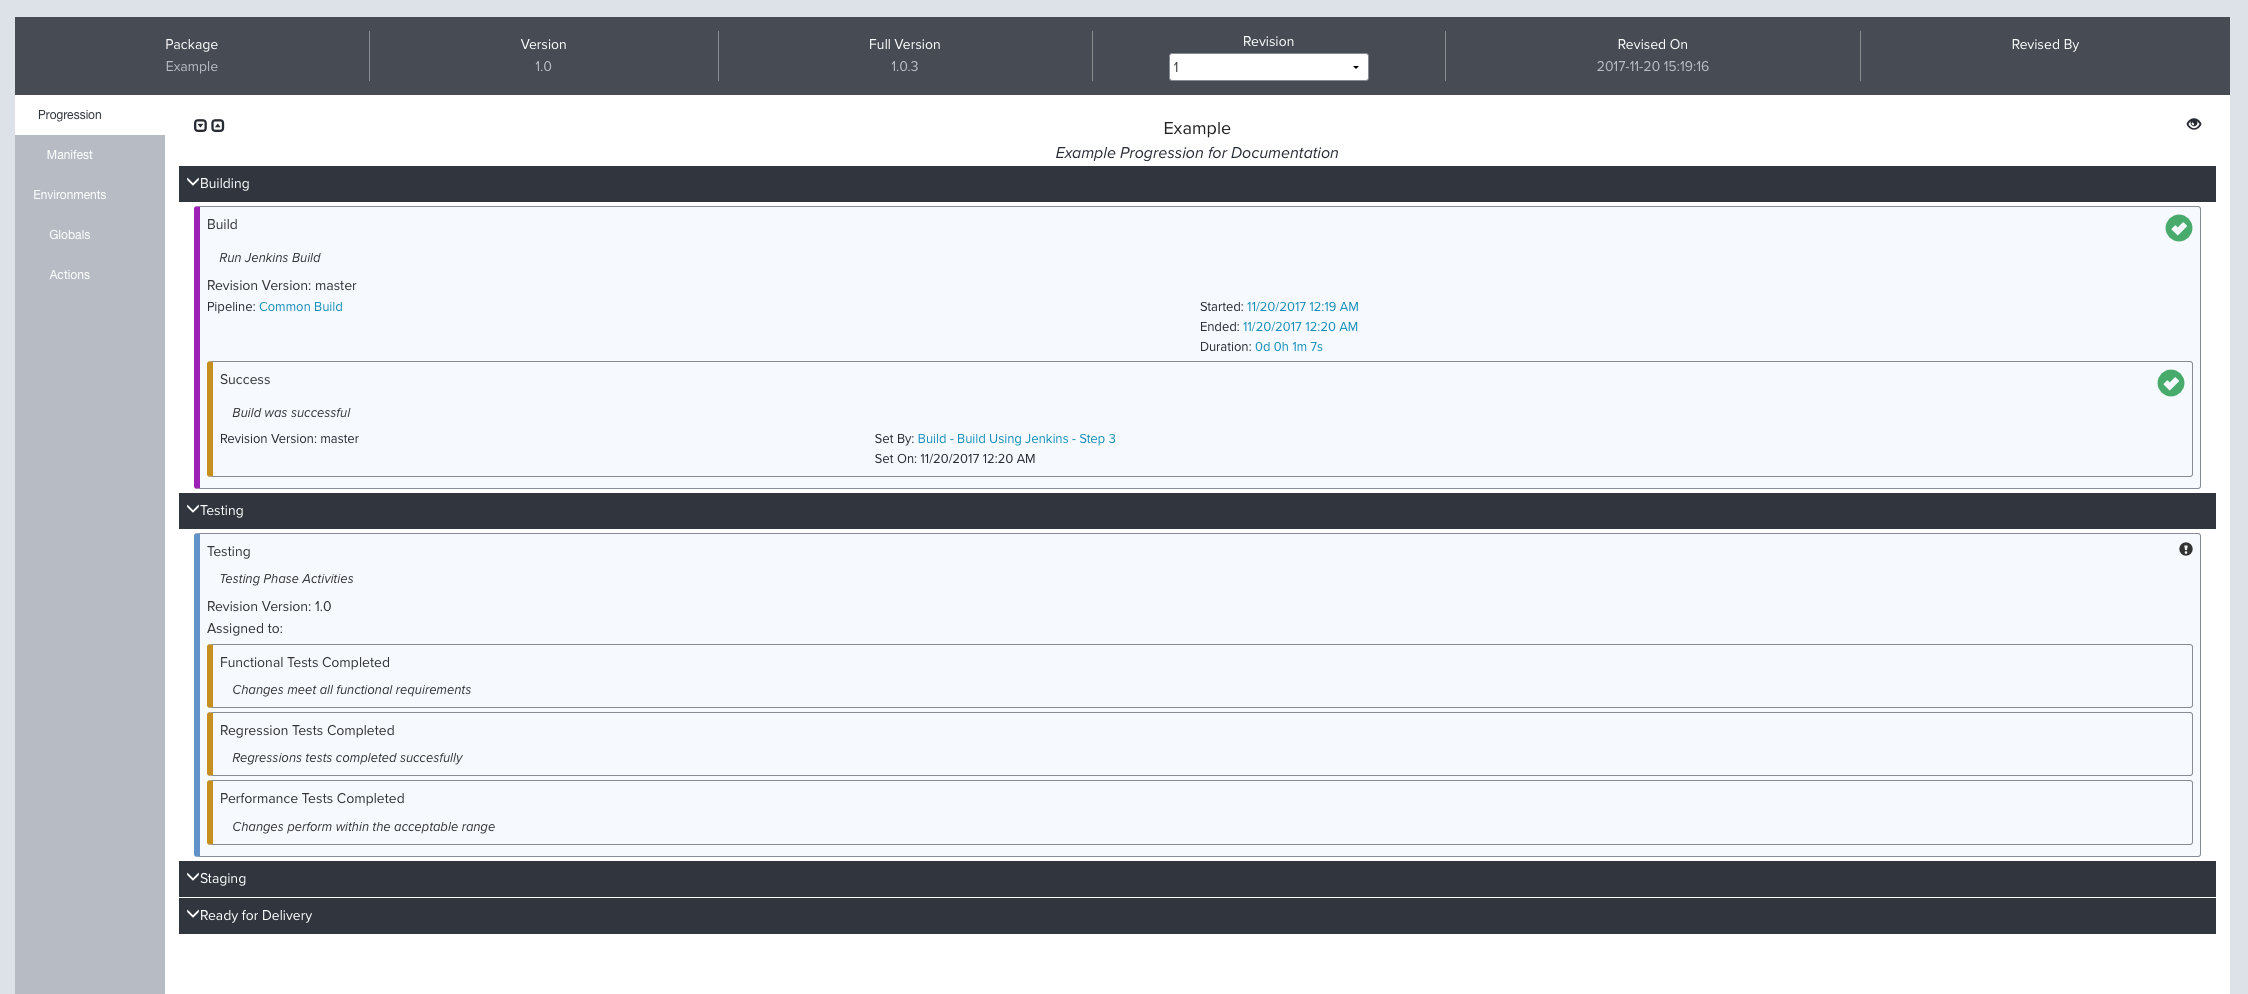 Package
Example
Version
1.0
Full Version
1.0.3
Revision
1
Revised On
2017-11-20 15:19:16
Revised By
Progression
Manifest
Environments
Globals
Actions
Example
Example Progression for Documentation
Building
Build
Run Jenkins Build
Revision Version: master
Pipeline: Common Build
Started: 11/20/2017 12:19 AM
Ended: 11/20/2017 12:20 AM
Duration: 0d 0h 1m 7s
Success
Build was successful
Revision Version: master
Set By: Build - Build Using Jenkins - Step 3
Set On: 11/20/2017 12:20 AM
Testing
Testing
Testing Phase Activities
Revision Version: 1.0
Assigned to:
Functional Tests Completed
Changes meet all functional requirements
Regression Tests Completed
Regressions tests completed succesfully
Performance Tests Completed
Changes perform within the acceptable range
Staging
Ready for Delivery